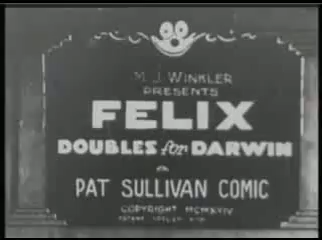 M. J. WINKLER
PRESENTS
FELIX
DOUBLES for DARWIN
A
PAT SULLIVAN COMIC
COPYRIGHT MCMXXIV